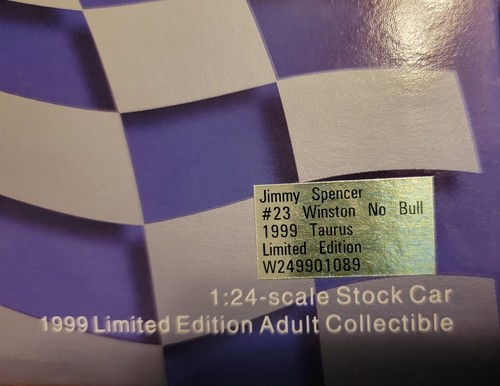 Jimmy Spencer
#23 Winston No Bull
1999 Taurus
Limited Edition
W249901089
1:24-scale Stock Car
1999 Limited Edition Adult Collectible